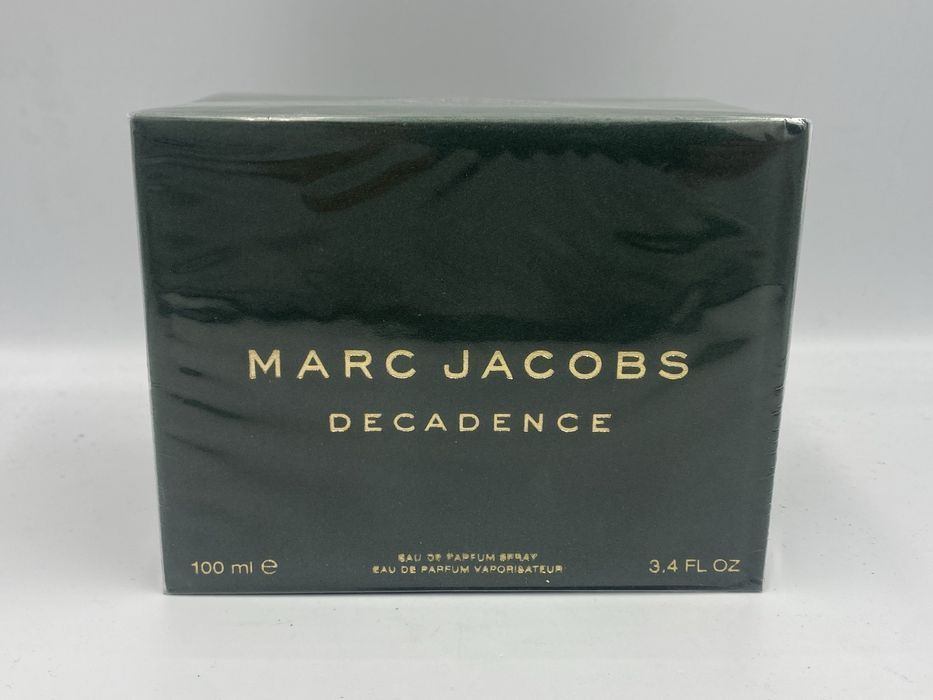 MARC JACOBS
DECADENCE
EAU DE PARFUM SPRAY
100 ml e EAU DE PARFUM VAPORISATEUR 3,4 FL OZ